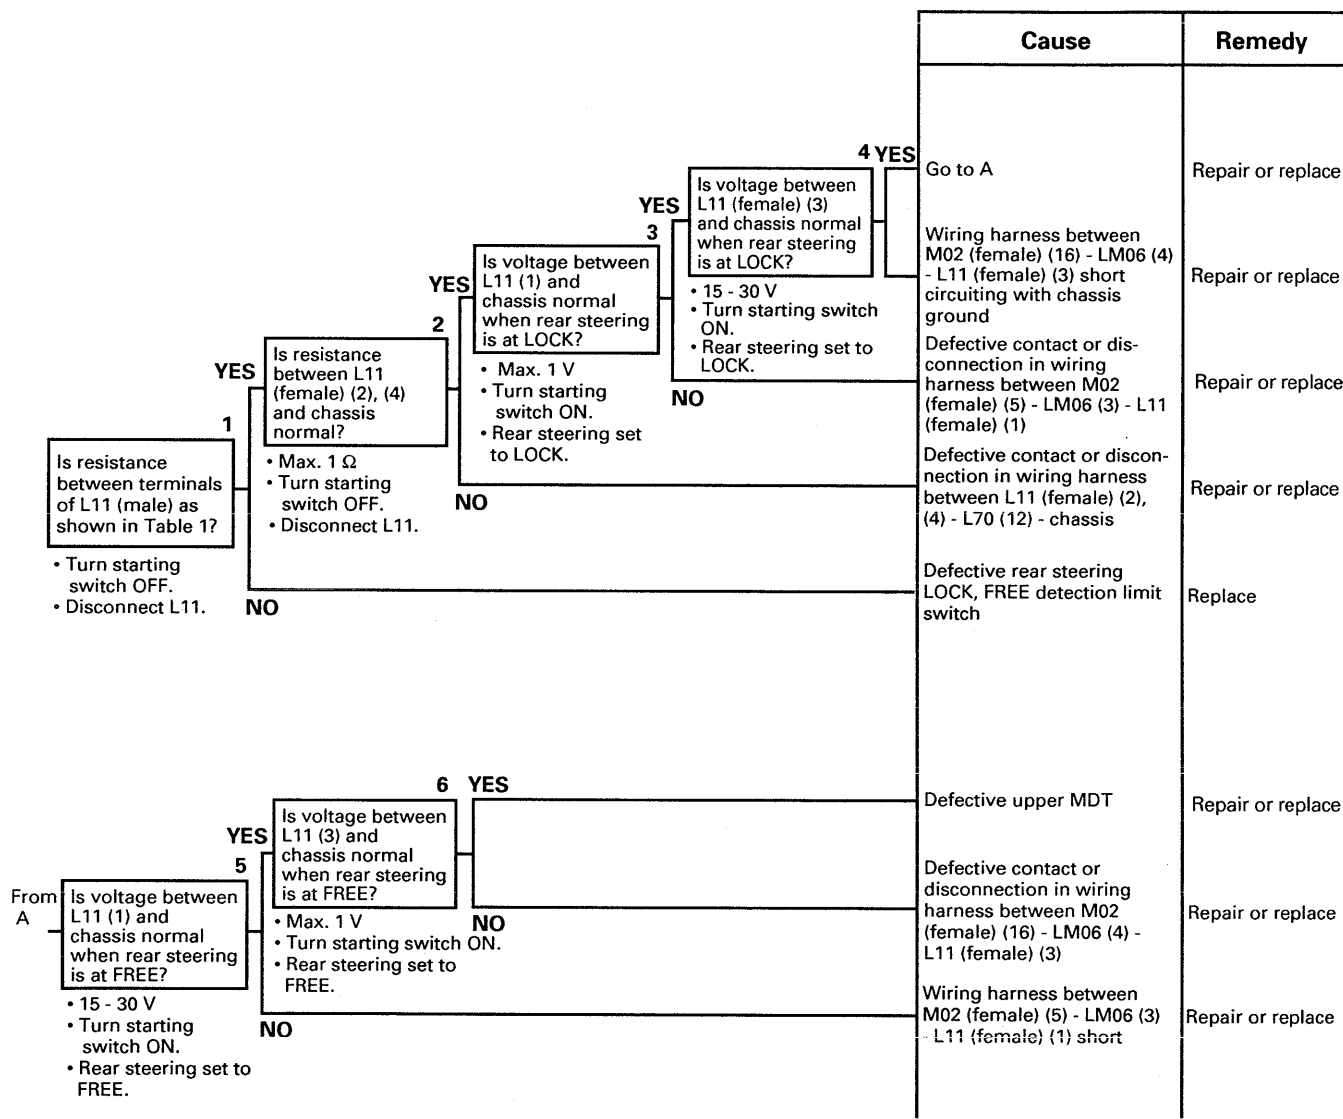 Cause
Remedy
4 YES
Is voltage between
L11 (female) (3)
and chassis normal
when rear steering
is at LOCK?
• 15 - 30 V
• Turn starting switch
ON.
• Rear steering set to
LOCK.
Go to A
Repair or replace
Wiring harness between
M02 (female) (16) - LM06 (4)
- L11 (female) (3) short
circuiting with chassis
ground
Repair or replace
YES
3
Is voltage between
L11 (1) and
chassis normal
when rear steering
is at LOCK?
• Max. 1 V
• Turn starting
switch ON.
• Rear steering set
to LOCK.
NO
Defective contact or dis-
connection in wiring
harness between M02
(female) (5) - LM06 (3) - L11
(female) (1)
Repair or replace
YES
2
Is resistance
between L11
(female) (2), (4)
and chassis
normal?
• Max. 1 Ω
• Turn starting
switch OFF.
• Disconnect L11.
NO
Defective contact or discon-
nection in wiring harness
between L11 (female) (2),
(4) - L70 (12) - chassis
Repair or replace
YES
1
Is resistance
between terminals
of L11 (male) as
shown in Table 1?
• Turn starting
switch OFF.
• Disconnect L11.
NO
Defective rear steering
LOCK, FREE detection limit
switch
Replace
6 YES
Is voltage between
L11 (3) and
chassis normal
when rear steering
is at FREE?
• Max. 1 V
• Turn starting switch ON.
• Rear steering set to
FREE.
Defective upper MDT
Repair or replace
NO
Defective contact or
disconnection in wiring
harness between M02
(female) (16) - LM06 (4) -
L11 (female) (3)
Repair or replace
YES
5
From
A
Is voltage between
L11 (1) and
chassis normal
when rear steering
is at FREE?
• 15 - 30 V
• Turn starting
switch ON.
• Rear steering set to
FREE.
NO
Wiring harness between
M02 (female) (5) - LM06 (3)
- L11 (female) (1) short
Repair or replace